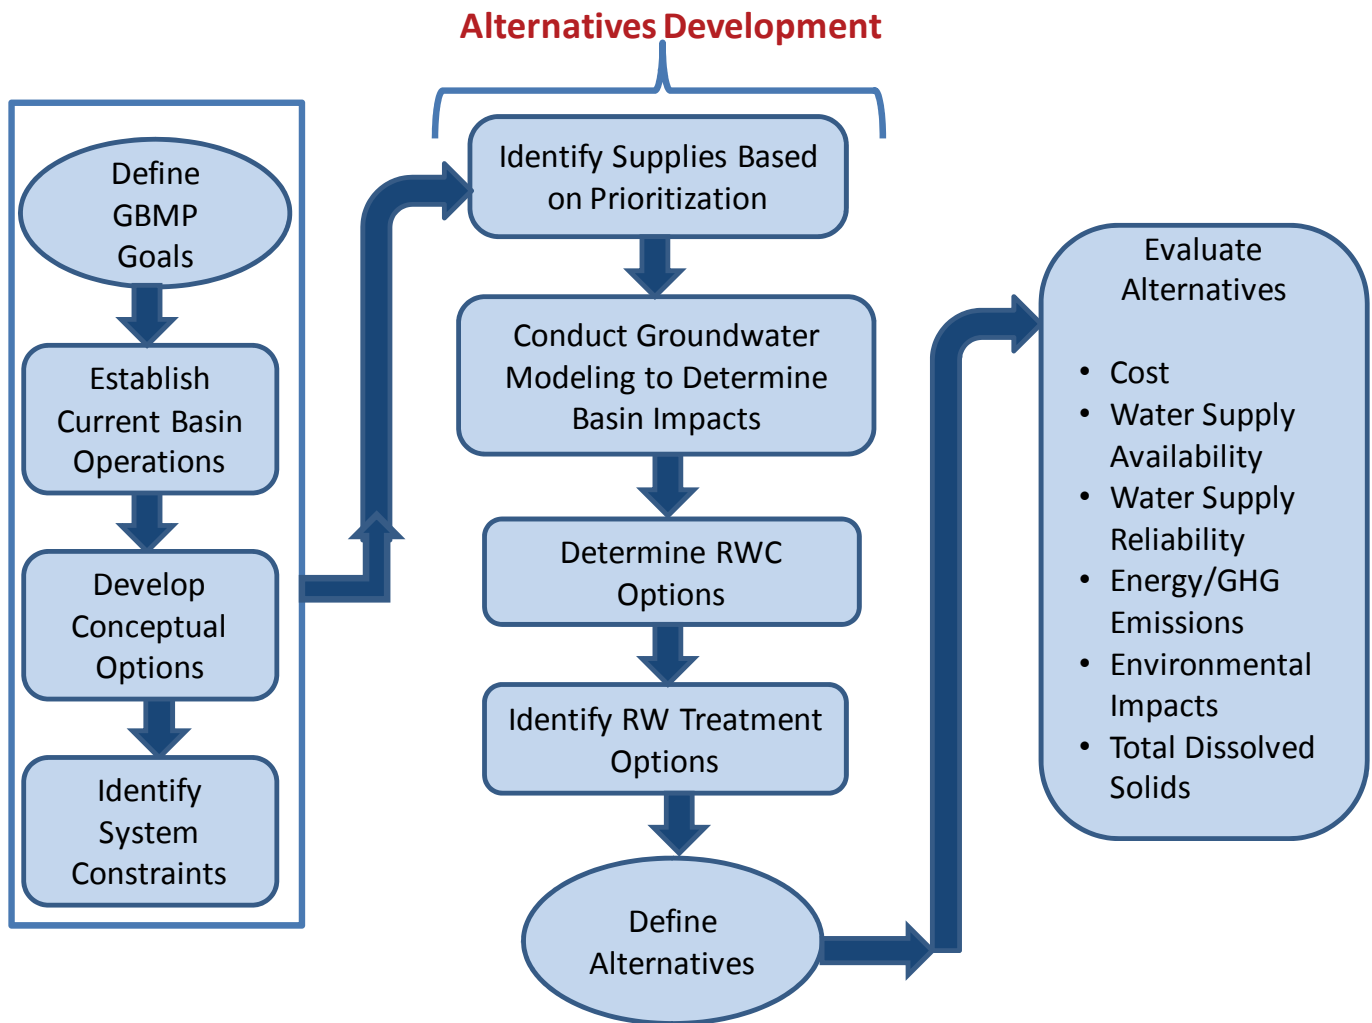 Alternatives Development
Define
GBMP
Goals
Establish
Current Basin
Operations
Develop
Conceptual
Options
Identify
System
Constraints
Identify Supplies Based
on Prioritization
Conduct Groundwater
Modeling to Determine
Basin Impacts
Determine RWC
Options
Identify RW Treatment
Options
Define
Alternatives
Evaluate
Alternatives
• Cost
• Water Supply
Availability
• Water Supply
Reliability
• Energy/GHG
Emissions
• Environmental
Impacts
• Total Dissolved
Solids